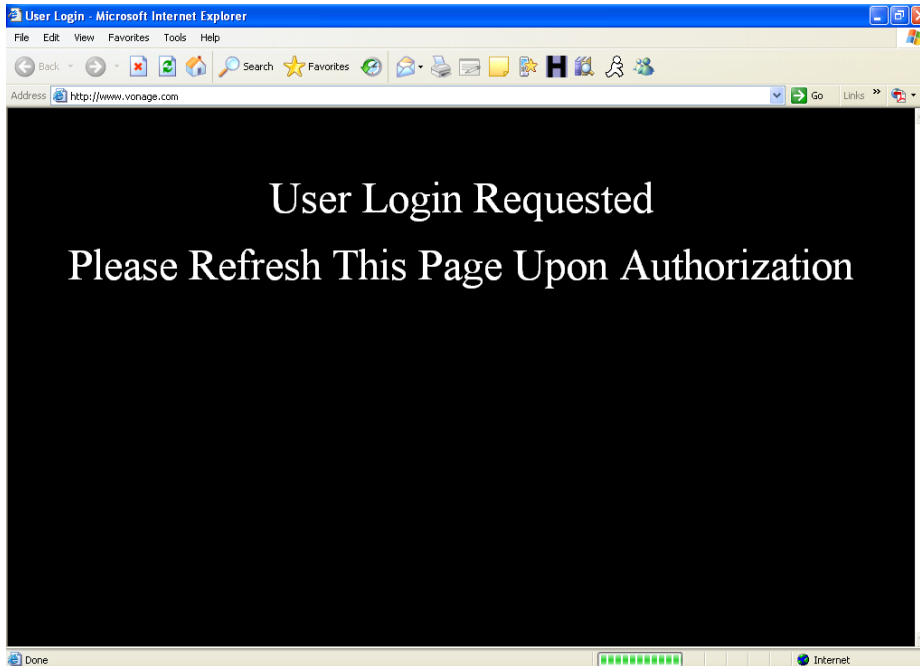 User Login - Microsoft Internet Explorer
File Edit View Favorites Tools Help
Back Search Favorites H
Address http://www.vonage.com Go Links »
User Login Requested
Please Refresh This Page Upon Authorization
Done Internet